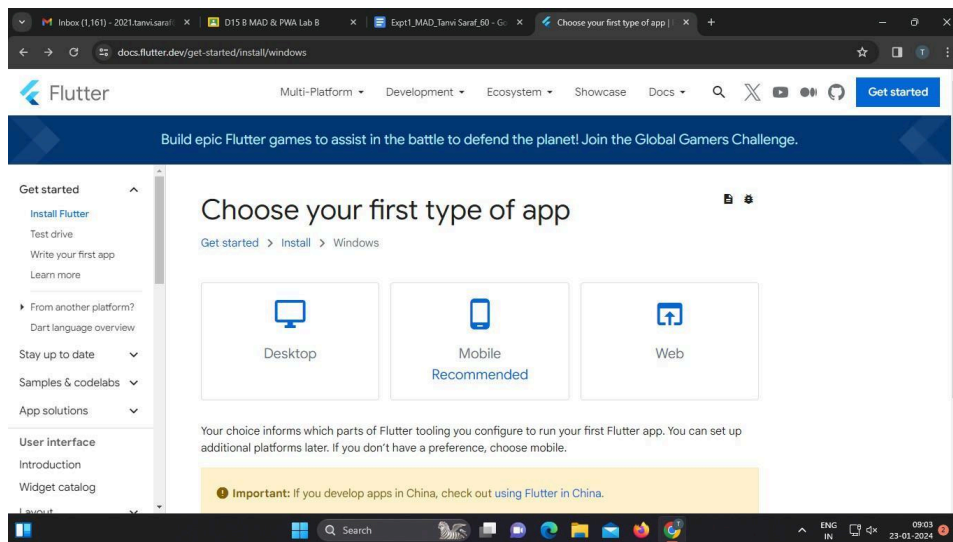 Inbox (1,161) - 2021.tanvi.saraf
D15 B MAD & PWA Lab B
Expt1_MAD_Tanvi Saraf_60 - Go
Choose your first type of app |
docs.flutter.dev/get-started/install/windows
T
Flutter
Multi-Platform
Development
Ecosystem
Showcase
Docs
Get started
Build epic Flutter games to assist in the battle to defend the planet! Join the Global Gamers Challenge.
Get started
Install Flutter
Test drive
Write your first app
Learn more
From another platform?
Dart language overview
Stay up to date
Samples & codelabs
App solutions
User interface
Introduction
Widget catalog
Layout
Choose your first type of app
Get started > Install > Windows
Desktop
Mobile
Recommended
Web
Your choice informs which parts of Flutter tooling you configure to run your first Flutter app. You can set up
additional platforms later. If you don't have a preference, choose mobile.
Important: If you develop apps in China, check out using Flutter in China.
Search
ENG
IN
09:03
23-01-2024
2